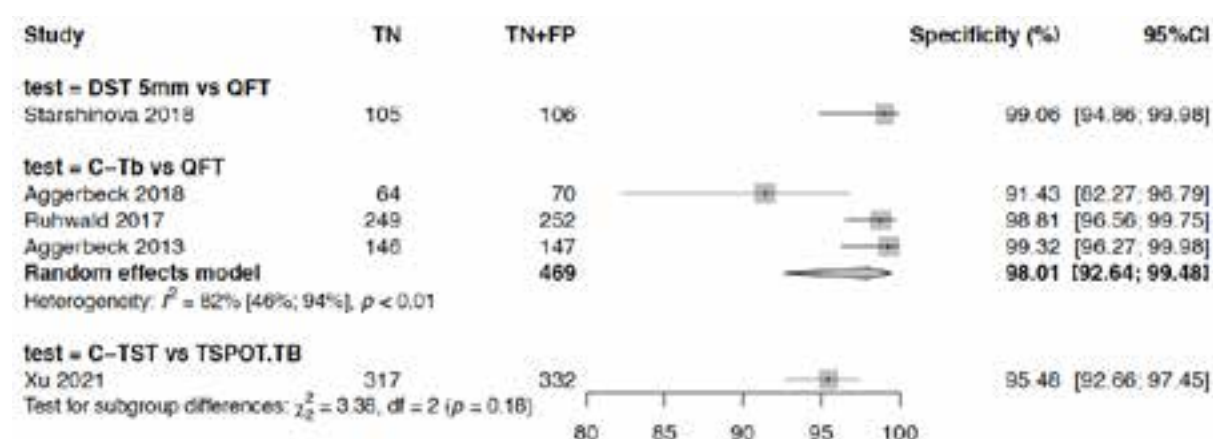 Study TN TN+FP Specificity (%) 95%CI
test = DST 5mm vs QFT
Starshinova 2018 105 106 99.06 [94.86; 99.98]
test = C−Tb vs QFT
Aggerbeck 2018 64 70 91.43 [82.27; 96.79]
Ruhwald 2017 249 252 98.81 [96.56; 99.75]
Aggerbeck 2013 146 147 99.32 [96.27; 99.98]
Random effects model 469 98.01 [92.64; 99.48]
Heterogeneity: I² = 82% [46%; 94%], p < 0.01
test = C−TST vs TSPOT.TB
Xu 2021 317 332 95.48 [92.66; 97.45]
Test for subgroup differences: χ²₂ = 3.36, df = 2 (p = 0.16)
80 85 90 95 100